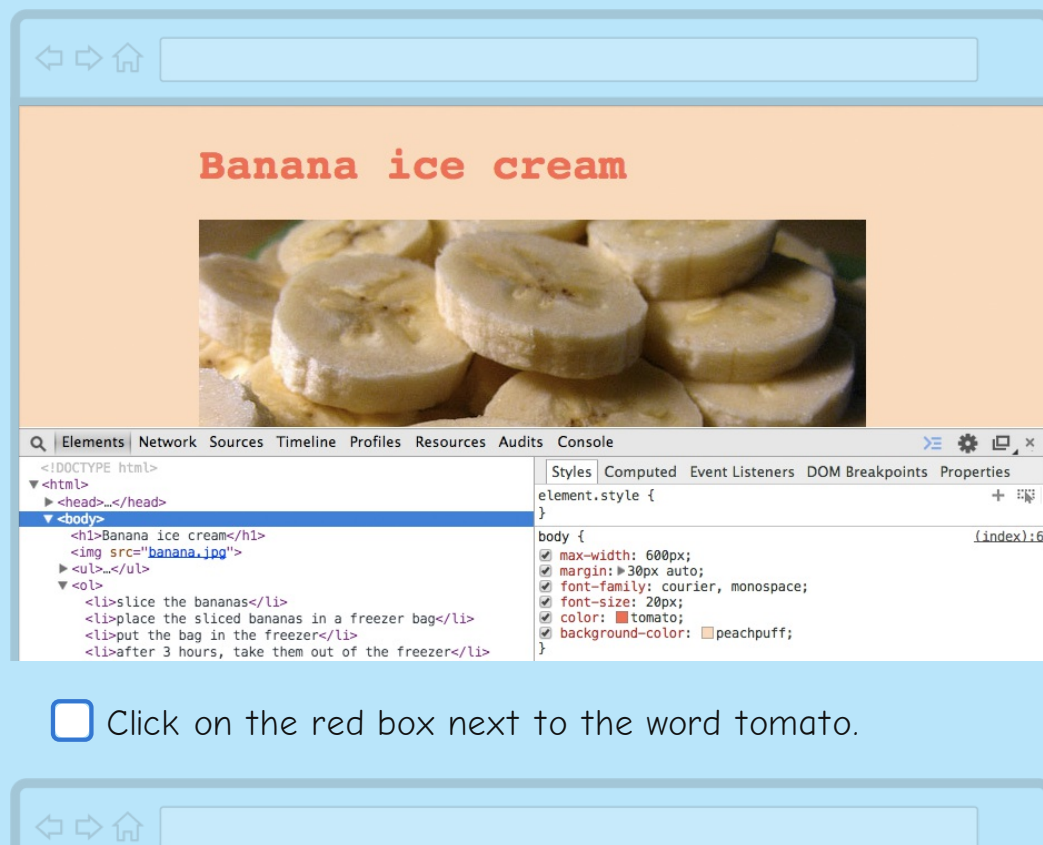 Banana ice cream
Elements Network Sources Timeline Profiles Resources Audits Console
<!DOCTYPE html>
▼<html>
▶<head>…</head>
▼<body>
<h1>Banana ice cream</h1>
<img src="banana.jpg">
▶<ul>…</ul>
▼<ol>
<li>slice the bananas</li>
<li>place the sliced bananas in a freezer bag</li>
<li>put the bag in the freezer</li>
<li>after 3 hours, take them out of the freezer</li>
Styles Computed Event Listeners DOM Breakpoints Properties
element.style {
}
body { (index):6
max-width: 600px;
margin:▶30px auto;
font-family: courier, monospace;
font-size: 20px;
color: tomato;
background-color: peachpuff;
}
Click on the red box next to the word tomato.